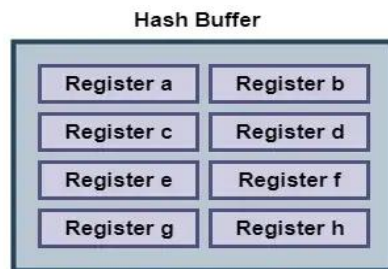 Hash Buffer
Register a Register b
Register c Register d
Register e Register f
Register g Register h